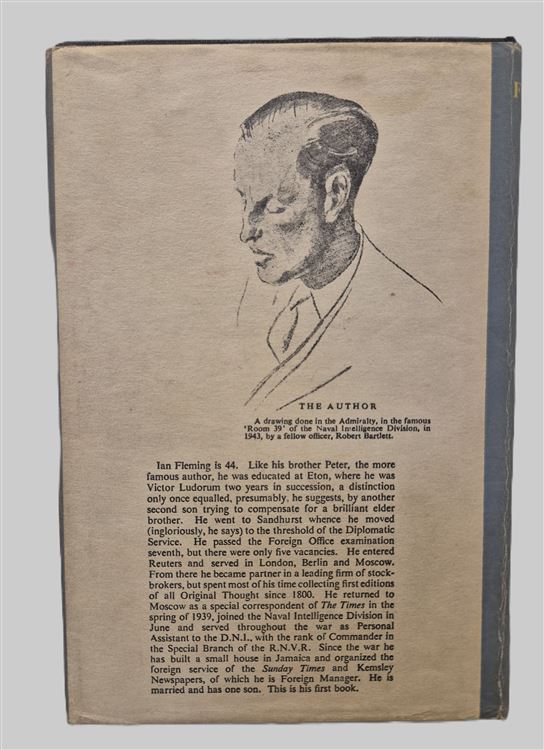 THE AUTHOR
A drawing done in the Admiralty, in the famous
'Room 39' of the Naval Intelligence Division, in
1943, by a fellow officer, Robert Bartlett.
Ian Fleming is 44. Like his brother Peter, the more
famous author, he was educated at Eton, where he was
Victor Ludorum two years in succession, a distinction
only once equalled, presumably, he suggests, by another
second son trying to compensate for a brilliant elder
brother. He went to Sandhurst whence he moved
(ingloriously, he says) to the threshold of the Diplomatic
Service. He passed the Foreign Office examination
seventh, but there were only five vacancies. He entered
Reuters and served in London, Berlin and Moscow.
From there he became partner in a leading firm of stock-
brokers, but spent most of his time collecting first editions
of all Original Thought since 1800. He returned to
Moscow as a special correspondent of The Times in the
spring of 1939, joined the Naval Intelligence Division in
June and served throughout the war as Personal
Assistant to the D.N.I., with the rank of Commander in
the Special Branch of the R.N.V.R. Since the war he
has built a small house in Jamaica and organized the
foreign service of the Sunday Times and Kemsley
Newspapers, of which he is Foreign Manager. He is
married and has one son. This is his first book.